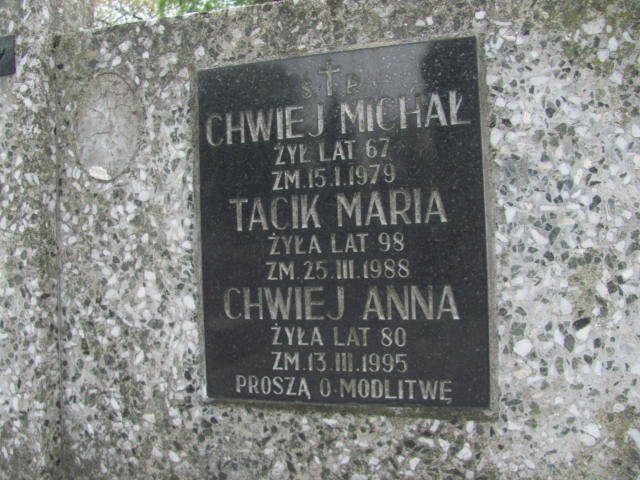 Ś P
CHWIEJ MICHAŁ
ŻYŁ LAT 67
ZM.15.I.1979
TACIK MARIA
ŻYŁA LAT 98
ZM.25.III.1988
CHWIEJ ANNA
ŻYŁA LAT 80
ZM.13.III.1995
PROSZĄ O MODLITWĘ